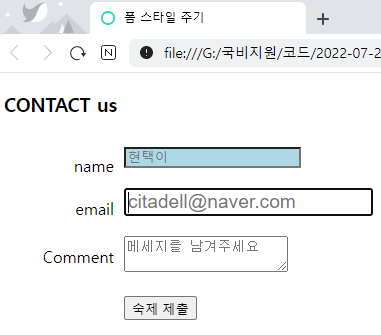 폼 스타일 주기
file:///G:/국비지원/코드/2022-07-2
CONTACT us
name 현택이
email citadell@naver.com
Comment 메세지를 남겨주세요
숙제 제출